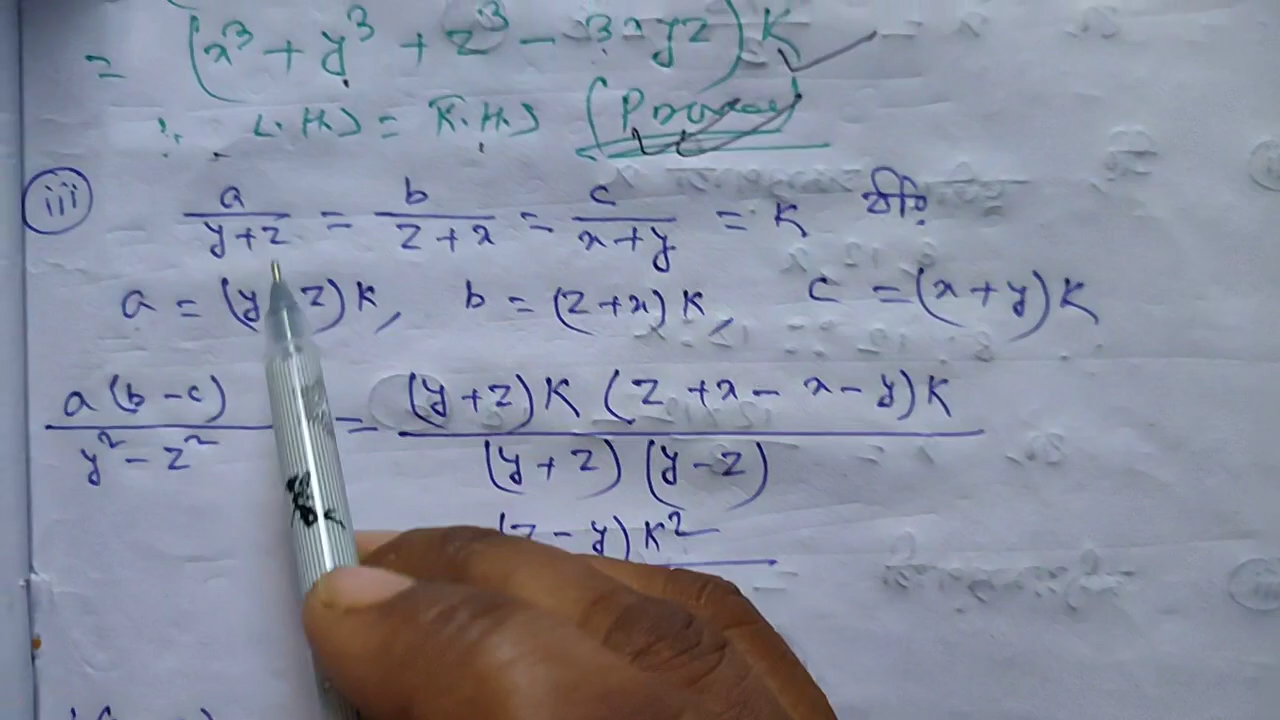 = (x³ + y³ + z³ - 3xyz) K
∴ L.H.S = R.H.S (Proved)
(iii) a/(y+z) = b/(z+x) = c/(x+y) = K ধরি
a = (y+z)K, b = (z+x)K, c = (x+y)K
a(b-c)/(y²-z²) = (y+z)K(z+x-x-y)K/((y+z)(y-z))
(z-y)K²